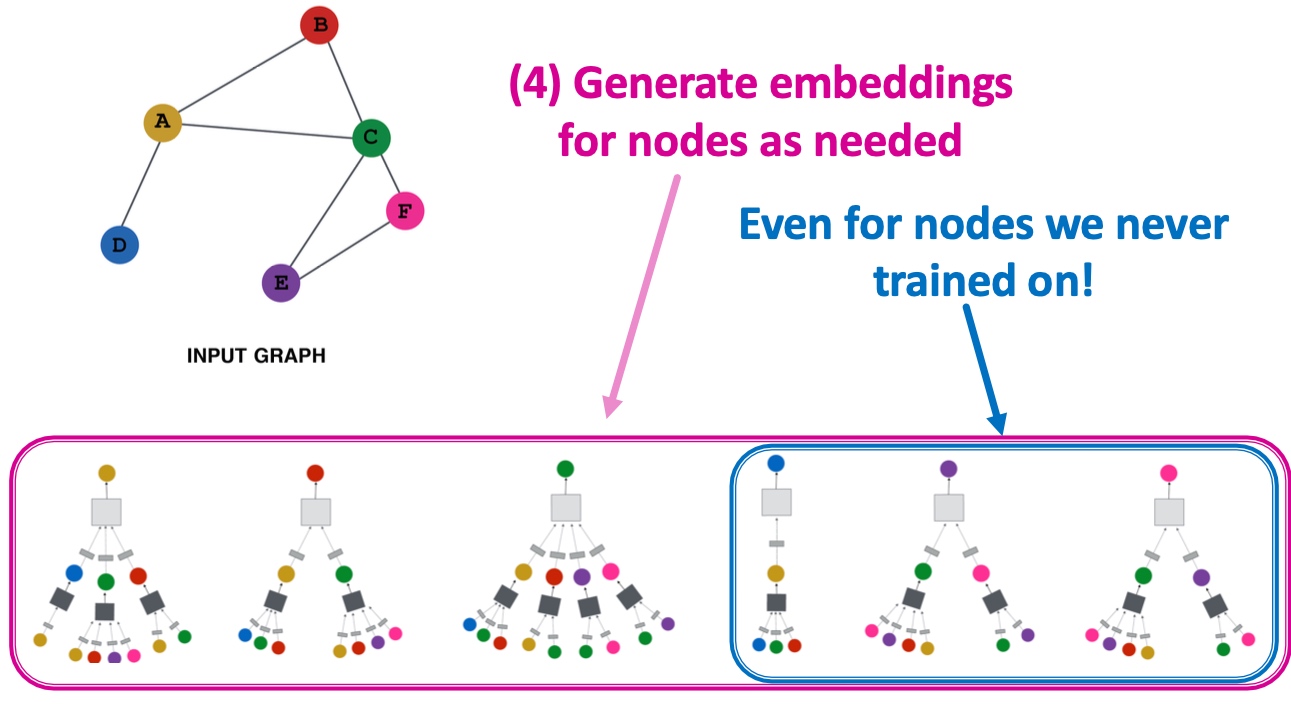 B
(4) Generate embeddings
for nodes as needed
A
C
F
Even for nodes we never
trained on!
D
E
INPUT GRAPH